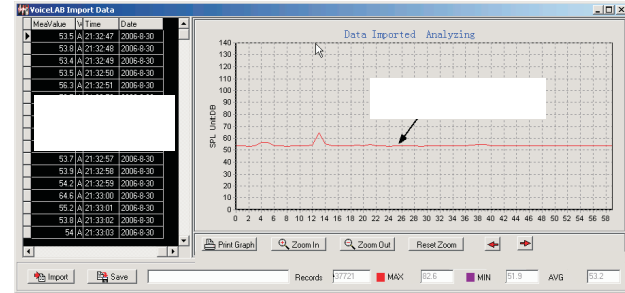 VoiceLAB Import Data
MeaValue V Time Date
53.5 A 21:32:47 2006-8-30
53.8 A 21:32:48 2006-8-30
53.4 A 21:32:49 2006-8-30
53.5 A 21:32:50 2006-8-30
56.3 A 21:32:51 2006-8-30
53.7 A 21:32:57 2006-8-30
53.9 A 21:32:58 2006-8-30
54.2 A 21:32:59 2006-8-30
64.6 A 21:33:00 2006-8-30
55.2 A 21:33:01 2006-8-30
53.8 A 21:33:02 2006-8-30
54 A 21:33:03 2006-8-30
Data Imported Analyzing
SPL Unit:DB
140
130
120
110
100
90
80
70
60
50
40
30
20
10
0
0 2 4 6 8 10 12 14 16 18 20 22 24 26 28 30 32 34 36 38 40 42 44 46 48 50 52 54 56 58
Print Graph Zoom In Zoom Out Reset Zoom
Import Save Records 37721 MAX 82.6 MIN 51.9 AVG 53.2